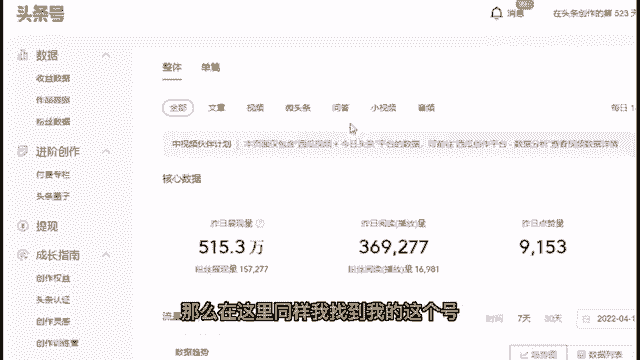 头条号
消息
在头条创作的第 523 天
数据
收益数据
作品数据
粉丝数据
进阶创作
付费专栏
头条圈子
提现
成长指南
创作权益
头条认证
创作灵感
创作训练营
整体 单篇
全部 文章 视频 微头条 问答 小视频 音频
每日 1
中视频伙伴计划 本页面仅包含“西瓜视频 + 今日头条”平台的数据，可前往“西瓜创作平台 - 数据分析”查看视频数据详情
核心数据
昨日展现量 昨日阅读(播放)量 昨日点赞量
515.3 万 369,277 9,153
粉丝展现量 157,277 粉丝阅读(播放)量 16,981
那么在这里同样我找到我的这个号
流量
时间 7天 30天 2022-04-1
数据趋势
趋势图 数据列表